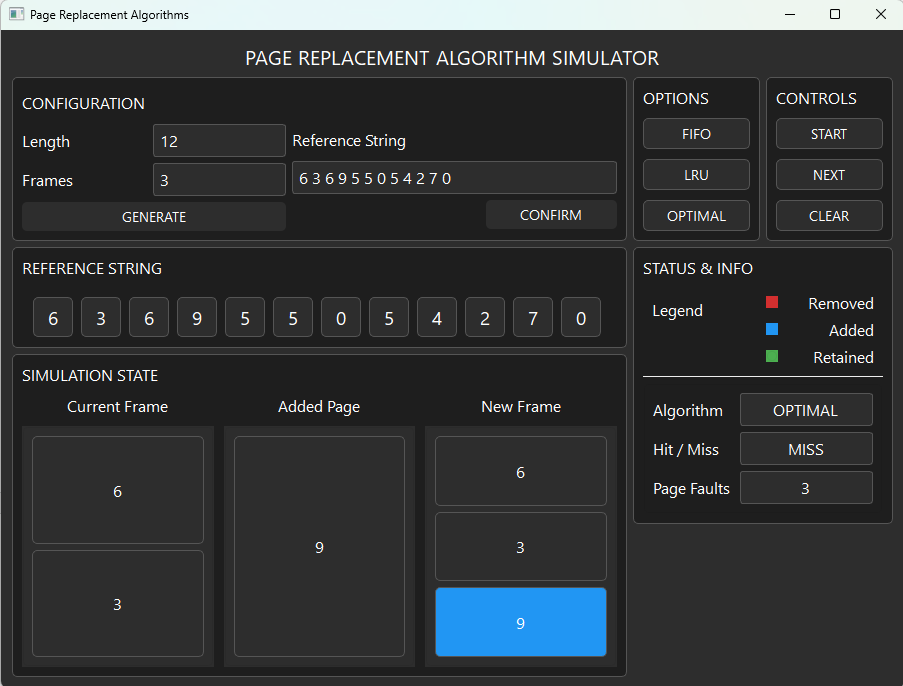 Page Replacement Algorithms
PAGE REPLACEMENT ALGORITHM SIMULATOR
CONFIGURATION
Length
12
Reference String
Frames
3
6 3 6 9 5 5 0 5 4 2 7 0
GENERATE
CONFIRM
OPTIONS
FIFO
LRU
OPTIMAL
CONTROLS
START
NEXT
CLEAR
REFERENCE STRING
6 3 6 9 5 5 0 5 4 2 7 0
STATUS & INFO
Legend
Removed
Added
Retained
Algorithm OPTIMAL
Hit / Miss MISS
Page Faults 3
SIMULATION STATE
Current Frame
6
3
Added Page
9
New Frame
6
3
9